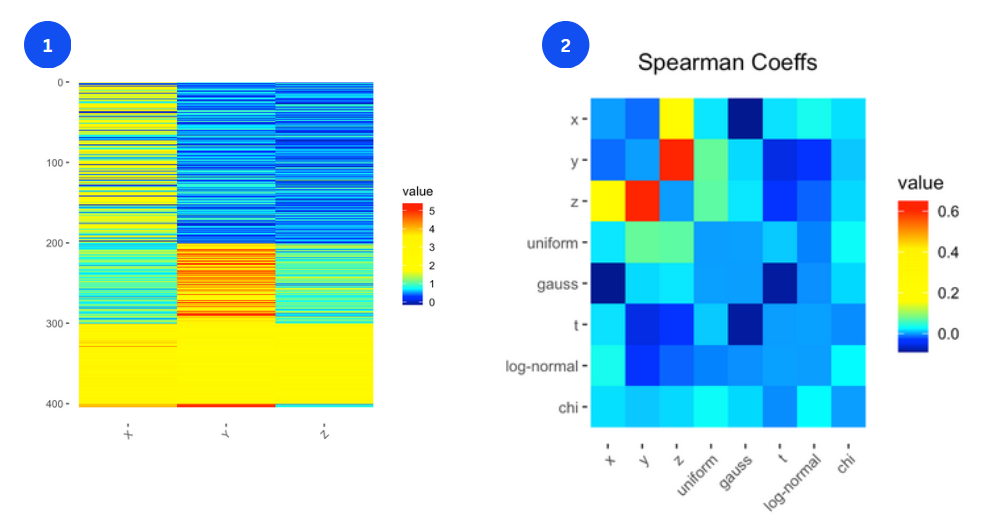 1
2
Spearman Coeffs
0
100
200
300
400
X
Y
Z
value
5
4
3
2
1
0
x
y
z
uniform
gauss
t
log-normal
chi
x
y
z
uniform
gauss
t
log-normal
chi
value
0.6
0.4
0.2
0.0